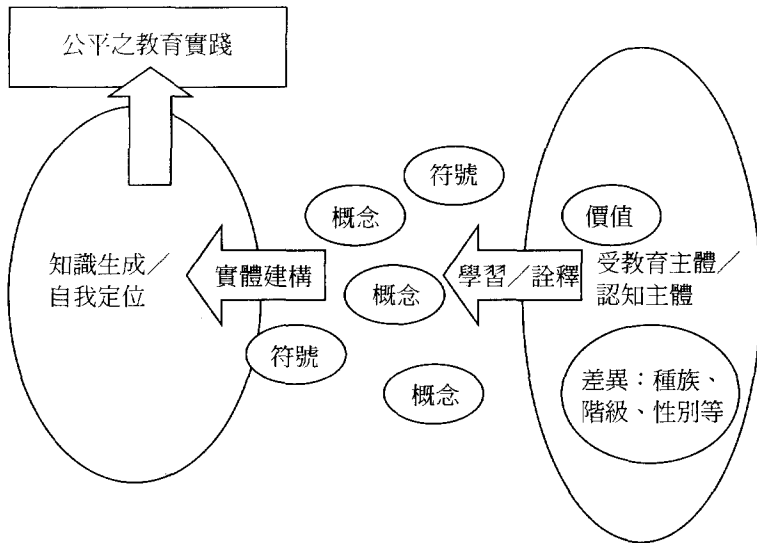 公平之教育實踐
符號
概念
價值
知識生成／
自我定位
實體建構
概念
學習／詮釋
受教育主體／
認知主體
符號
概念
差異：種族、
階級、性別等